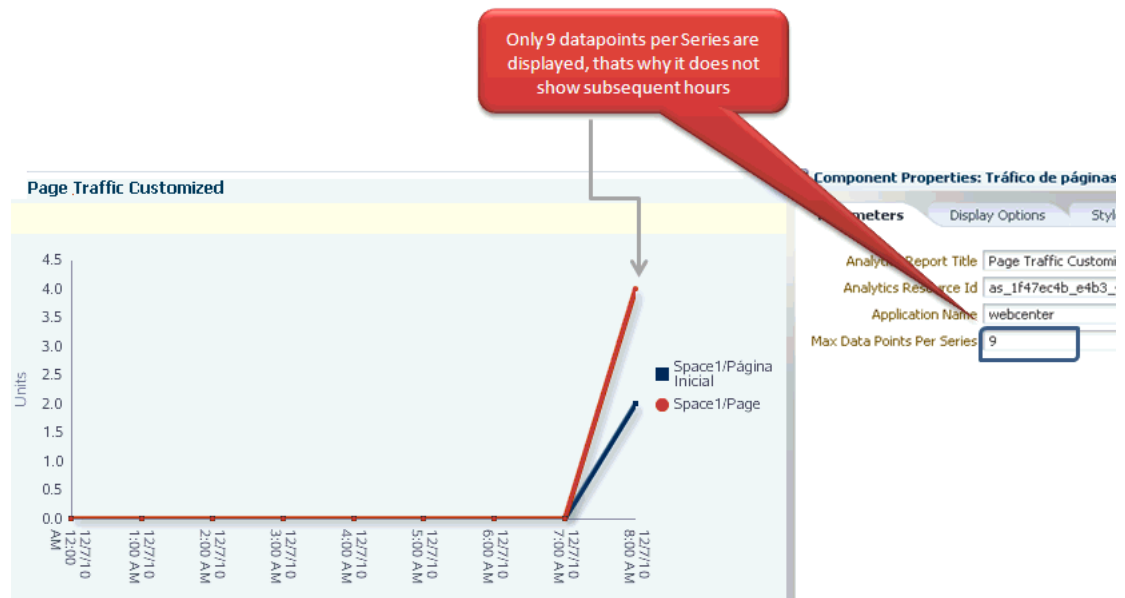 Only 9 datapoints per Series are
displayed, thats why it does not
show subsequent hours
Page Traffic Customized
4.5
4.0
3.5
3.0
2.5
2.0
1.5
1.0
0.5
0.0
Units
12/7/10
12:00
AM
12/7/10
1:00 AM
12/7/10
2:00 AM
12/7/10
3:00 AM
12/7/10
4:00 AM
12/7/10
5:00 AM
12/7/10
6:00 AM
12/7/10
7:00 AM
12/7/10
8:00 AM
Space1/Página
Inicial
Space1/Page
Component Properties: Tráfico de páginas
Display Options
Analytics Report Title Page Traffic
Analytics Resource Id as_1f47ec4b_e4b3_
Application Name webcenter
Max Data Points Per Series 9